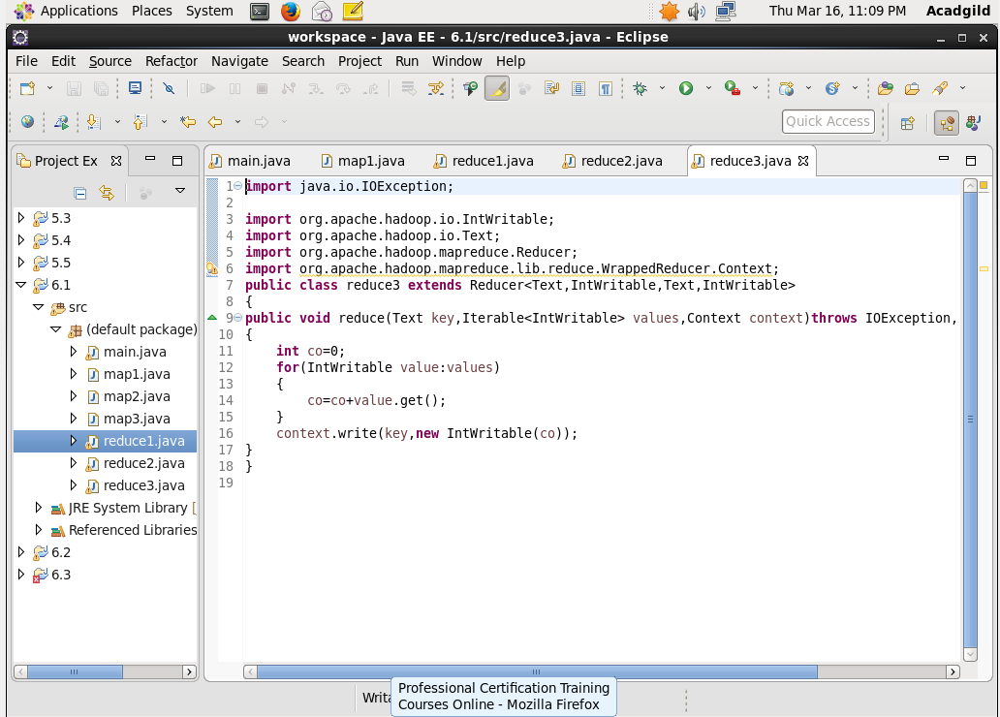 Applications Places System Thu Mar 16, 11:09 PM Acadgild
workspace - Java EE - 6.1/src/reduce3.java - Eclipse
File Edit Source Refactor Navigate Search Project Run Window Help
Quick Access
Project Ex
main.java map1.java reduce1.java reduce2.java reduce3.java
5.3
5.4
5.5
6.1
src
(default package)
main.java
map1.java
map2.java
map3.java
reduce1.java
reduce2.java
reduce3.java
JRE System Library [
Referenced Libraries
6.2
6.3
1 import java.io.IOException;
2
3 import org.apache.hadoop.io.IntWritable;
4 import org.apache.hadoop.io.Text;
5 import org.apache.hadoop.mapreduce.Reducer;
6 import org.apache.hadoop.mapreduce.lib.reduce.WrappedReducer.Context;
7 public class reduce3 extends Reducer<Text,IntWritable,Text,IntWritable>
8 {
9 public void reduce(Text key,Iterable<IntWritable> values,Context context)throws IOException,
10 {
11     int co=0;
12     for(IntWritable value:values)
13     {
14         co=co+value.get();
15     }
16     context.write(key,new IntWritable(co));
17 }
18 }
19
Writa
Professional Certification Training
Courses Online - Mozilla Firefox